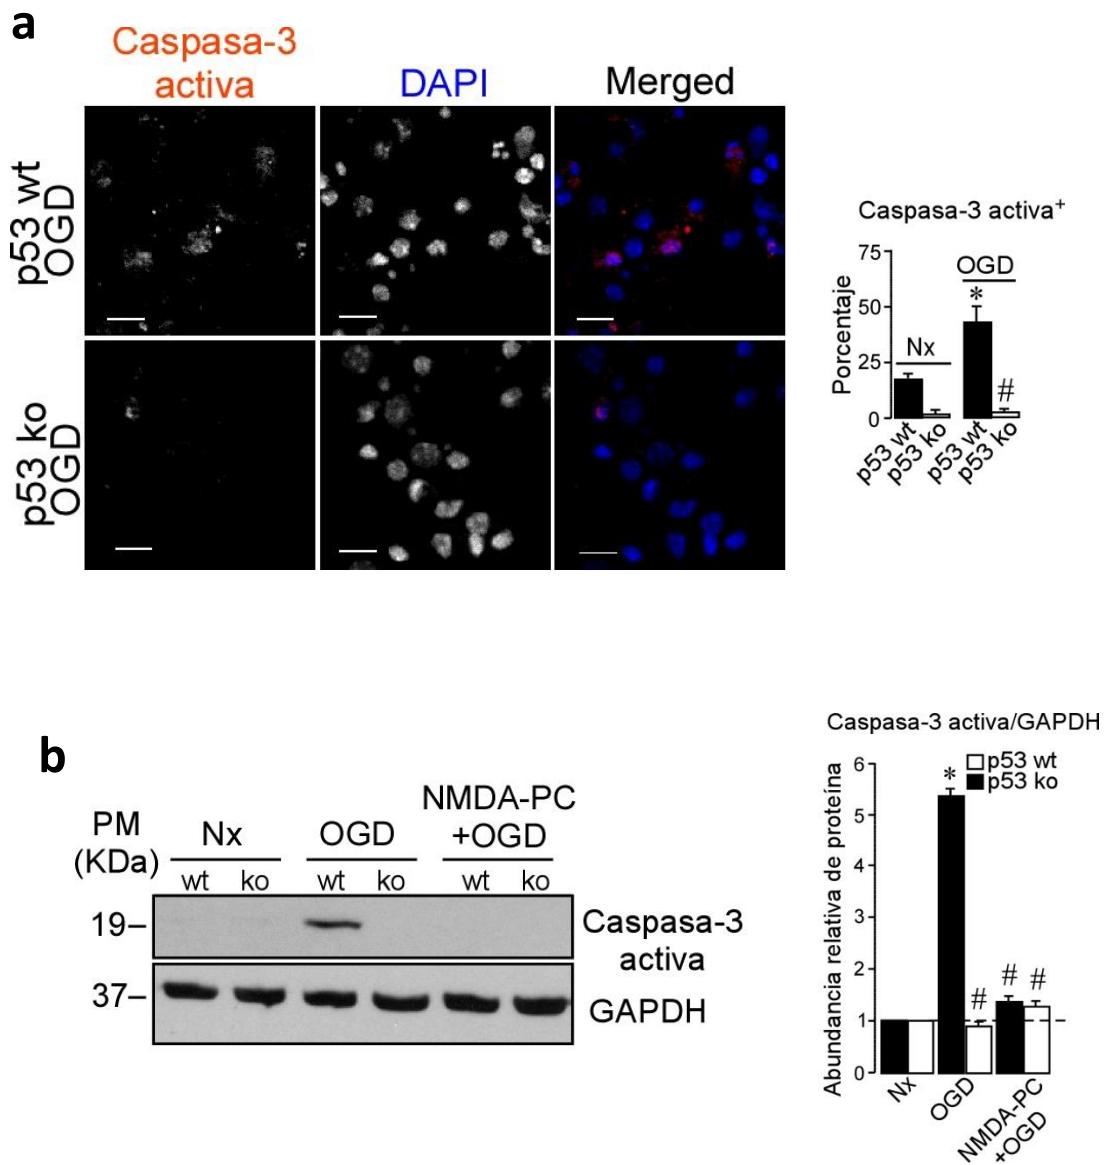 a
Caspasa-3
activa
DAPI
Merged
p53 wt
OGD
p53 ko
OGD
Caspasa-3 activa+
Porcentaje
75
50
25
0
Nx
OGD
*
#
p53 wt
p53 ko
p53 wt
p53 ko
b
PM
(KDa)
Nx
OGD
NMDA-PC
+OGD
wt
ko
wt
ko
wt
ko
19–
37–
Caspasa-3
activa
GAPDH
Caspasa-3 activa/GAPDH
Abundancia relativa de proteína
6
5
4
3
2
1
0
p53 wt
p53 ko
*
#
#
#
Nx
OGD
NMDA-PC
+OGD